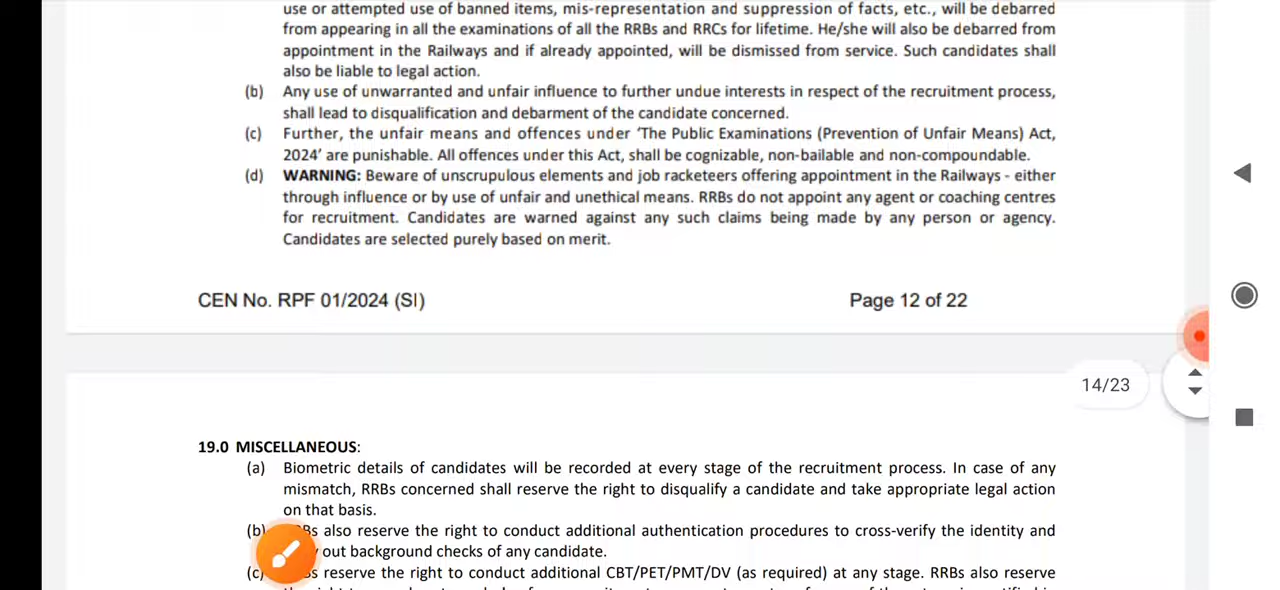 use or attempted use of banned items, mis-representation and suppression of facts, etc., will be debarred
from appearing in all the examinations of all the RRBs and RRCs for lifetime. He/she will also be debarred from
appointment in the Railways and if already appointed, will be dismissed from service. Such candidates shall
also be liable to legal action.
(b) Any use of unwarranted and unfair influence to further undue interests in respect of the recruitment process,
shall lead to disqualification and debarment of the candidate concerned.
(c) Further, the unfair means and offences under 'The Public Examinations (Prevention of Unfair Means) Act,
2024' are punishable. All offences under this Act, shall be cognizable, non-bailable and non-compoundable.
(d) WARNING: Beware of unscrupulous elements and job racketeers offering appointment in the Railways - either
through influence or by use of unfair and unethical means. RRBs do not appoint any agent or coaching centres
for recruitment. Candidates are warned against any such claims being made by any person or agency.
Candidates are selected purely based on merit.
CEN No. RPF 01/2024 (SI) Page 12 of 22
14/23
19.0 MISCELLANEOUS:
(a) Biometric details of candidates will be recorded at every stage of the recruitment process. In case of any
mismatch, RRBs concerned shall reserve the right to disqualify a candidate and take appropriate legal action
on that basis.
(b) also reserve the right to conduct additional authentication procedures to cross-verify the identity and
out background checks of any candidate.
(c) reserve the right to conduct additional CBT/PET/PMT/DV (as required) at any stage. RRBs also reserve